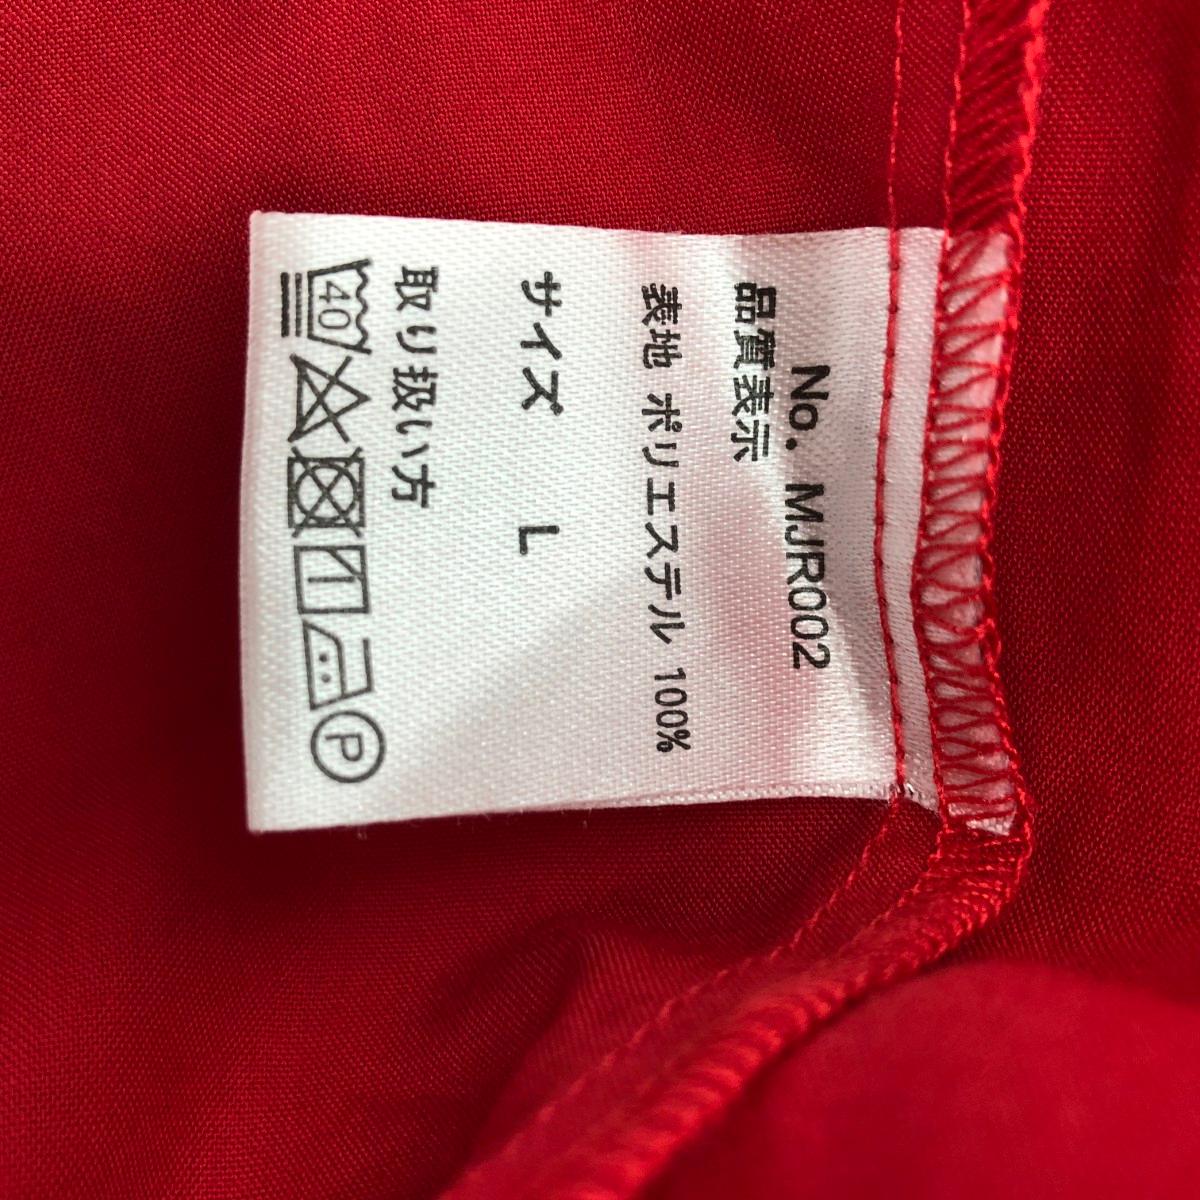 No. MJR002
品質表示
表地 ポリエステル 100%
サイズ L
取り扱い方
40
P